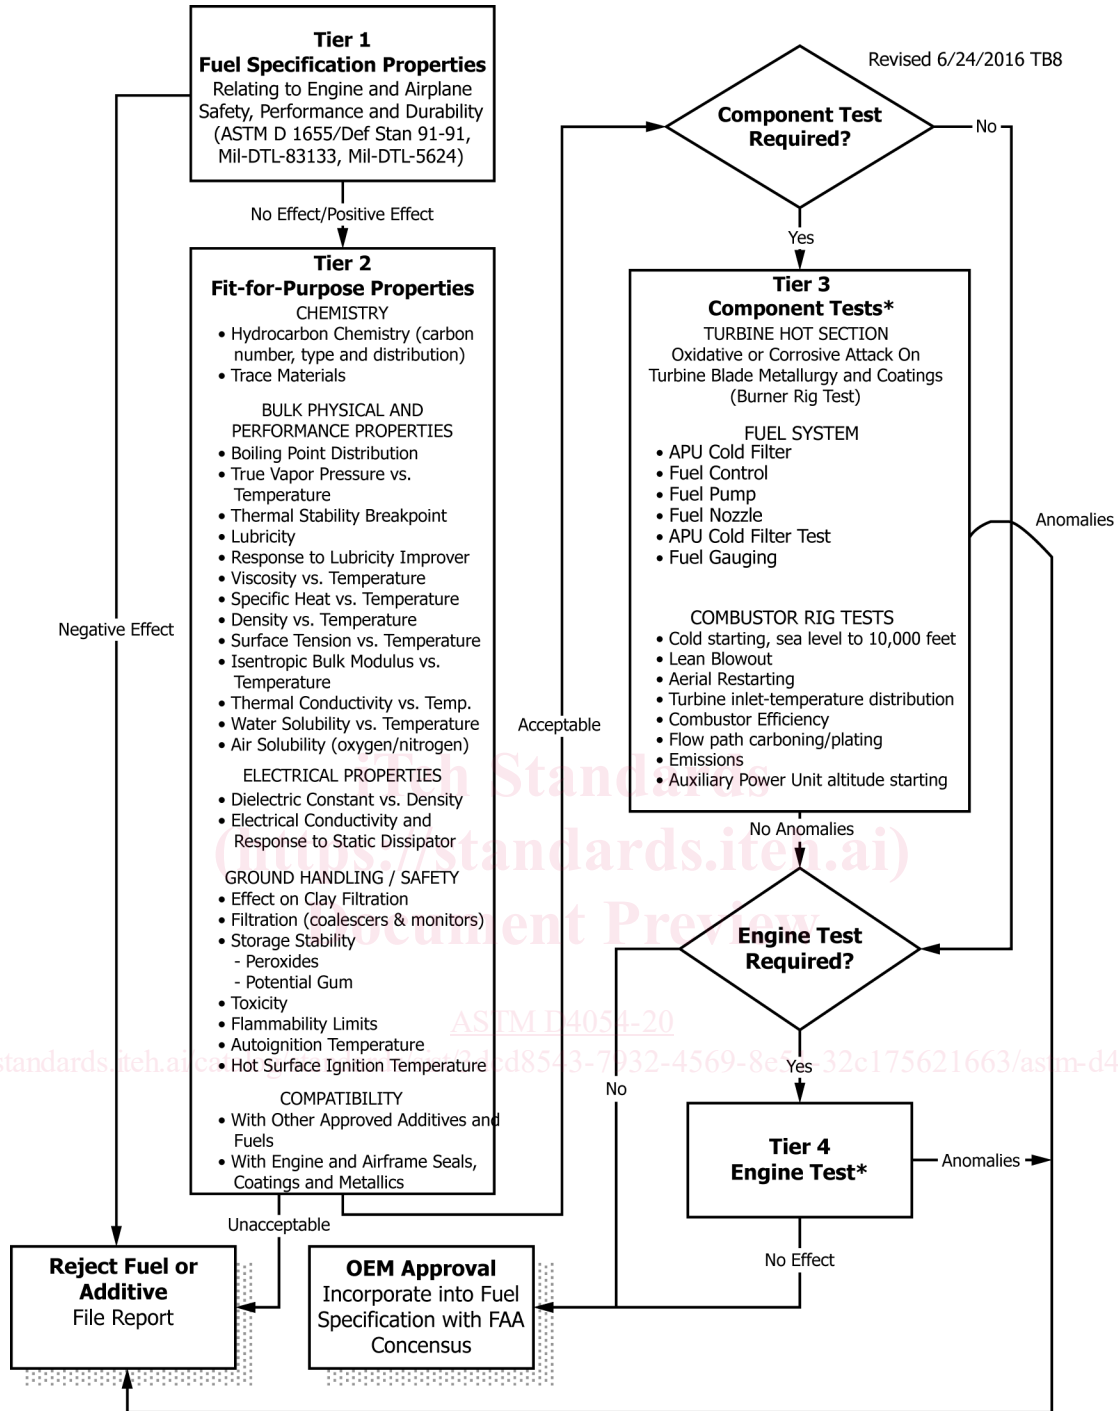 Tier 1
Fuel Specification Properties
Relating to Engine and Airplane
Safety, Performance and Durability
(ASTM D 1655/Def Stan 91-91,
Mil-DTL-83133, Mil-DTL-5624)
No Effect/Positive Effect
Negative Effect
Tier 2
Fit-for-Purpose Properties
CHEMISTRY
• Hydrocarbon Chemistry (carbon
number, type and distribution)
• Trace Materials
BULK PHYSICAL AND
PERFORMANCE PROPERTIES
• Boiling Point Distribution
• True Vapor Pressure vs.
Temperature
• Thermal Stability Breakpoint
• Lubricity
• Response to Lubricity Improver
• Viscosity vs. Temperature
• Specific Heat vs. Temperature
• Density vs. Temperature
• Surface Tension vs. Temperature
• Isentropic Bulk Modulus vs.
Temperature
• Thermal Conductivity vs. Temp.
• Water Solubility vs. Temperature
• Air Solubility (oxygen/nitrogen)
ELECTRICAL PROPERTIES
• Dielectric Constant vs. Density
• Electrical Conductivity and
Response to Static Dissipator
GROUND HANDLING / SAFETY
• Effect on Clay Filtration
• Filtration (coalescers & monitors)
• Storage Stability
- Peroxides
- Potential Gum
• Toxicity
• Flammability Limits
• Autoignition Temperature
• Hot Surface Ignition Temperature
COMPATIBILITY
• With Other Approved Additives and
Fuels
• With Engine and Airframe Seals,
Coatings and Metallics
Unacceptable
Acceptable
Reject Fuel or
Additive
File Report
Revised 6/24/2016 TB8
Component Test
Required?
No
Yes
Tier 3
Component Tests*
TURBINE HOT SECTION
Oxidative or Corrosive Attack On
Turbine Blade Metallurgy and Coatings
(Burner Rig Test)
FUEL SYSTEM
• APU Cold Filter
• Fuel Control
• Fuel Pump
• Fuel Nozzle
• APU Cold Filter Test
• Fuel Gauging
COMBUSTOR RIG TESTS
• Cold starting, sea level to 10,000 feet
• Lean Blowout
• Aerial Restarting
• Turbine inlet-temperature distribution
• Combustor Efficiency
• Flow path carboning/plating
• Emissions
• Auxiliary Power Unit altitude starting
Anomalies
No Anomalies
Engine Test
Required?
No
Yes
Tier 4
Engine Test*
Anomalies
No Effect
OEM Approval
Incorporate into Fuel
Specification with FAA
Concensus
iTeh Standards
(https://standards.iteh.ai)
Document Preview
ASTM D4054-20